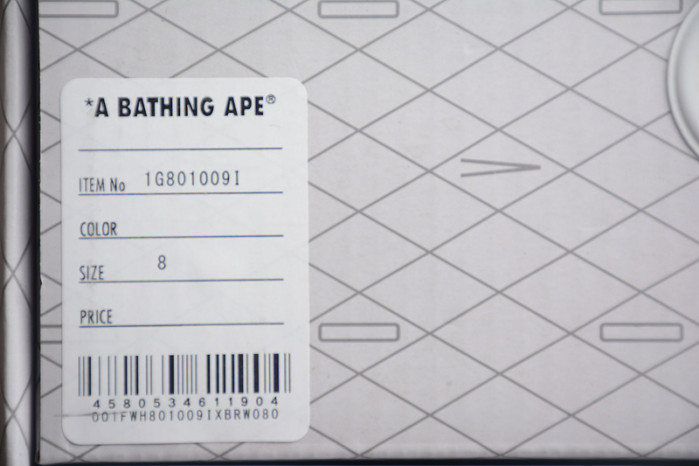 *A BATHING APE®
ITEM No 1G801009I
COLOR
SIZE 8
PRICE
4580534611904
001FWH801009IXBRW080